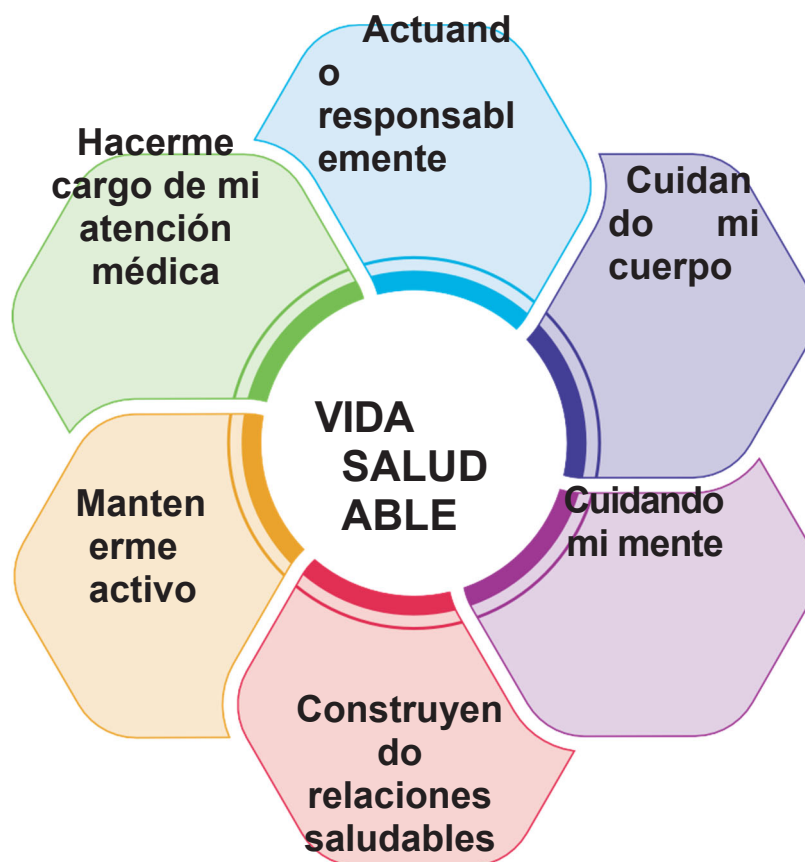 Actuand
o
responsabl
emente
Cuidan
do mi
cuerpo
Cuidando
mi mente
Construyen
do
relaciones
saludables
Manten
erme
activo
Hacerme
cargo de mi
atención
médica
VIDA
SALUD
ABLE